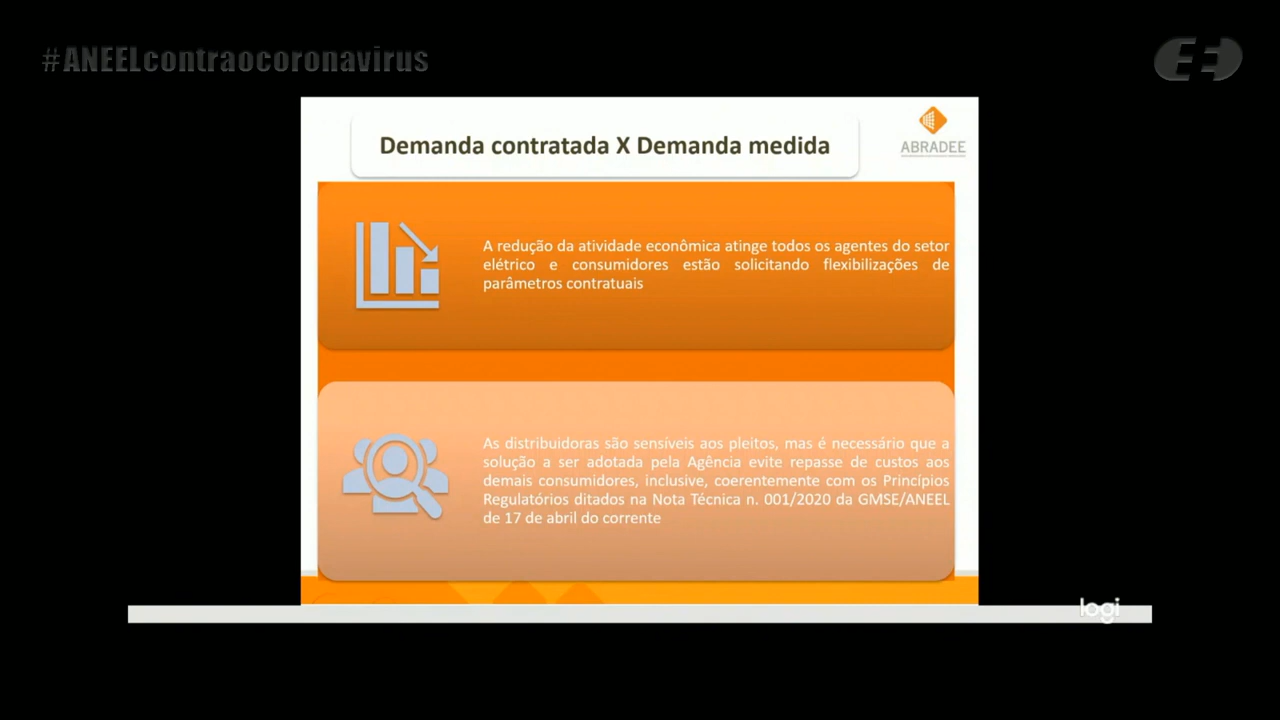 #ANEELcontraocoronavirus
Demanda contratada X Demanda medida
ABRADEE
A redução da atividade econômica atinge todos os agentes do setor
elétrico e consumidores estão solicitando flexibilizações de
parâmetros contratuais
As distribuidoras são sensíveis aos pleitos, mas é necessário que a
solução a ser adotada pela Agência evite repasse de custos aos
demais consumidores, inclusive, coerentemente com os Princípios
Regulatórios ditados na Nota Técnica n. 001/2020 da GMSE/ANEEL
de 17 de abril do corrente
logi